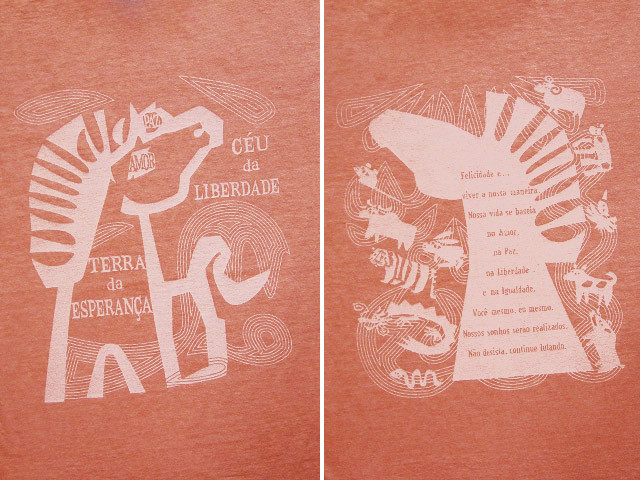 PAZ
AMOR
CÉU
da
LIBERDADE
TERRA
da
ESPERANÇA
Felicidade e...
viver a nossa maneira.
Nossa vida se baseia
no Amor,
na Paz,
na Liberdade
e na Igualdade.
Você mesmo, eu mesmo.
Nossos sonhos serão realizados.
Não desista, continue lutando.